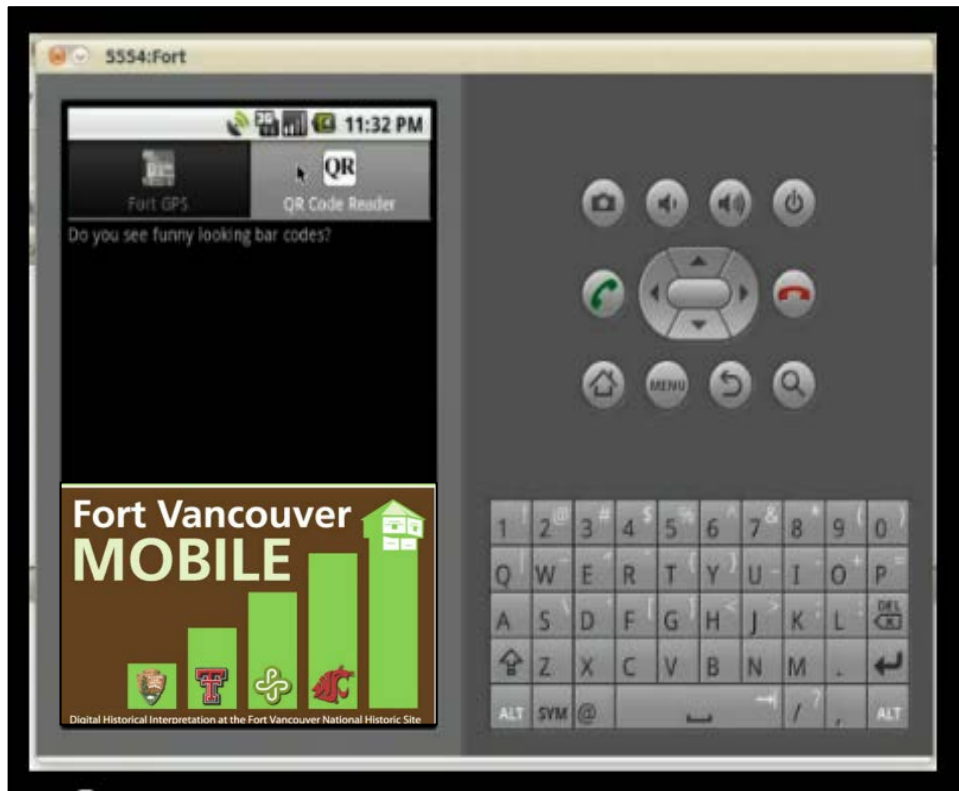 5554:Fort
3G
11:32 PM
QR
Fort GPS
QR Code Reader
Do you see funny looking bar codes?
Fort Vancouver
MOBILE
Digital Historical Interpretation at the Fort Vancouver National Historic Site
MENU
1 ! 2 @ 3 # 4 $ 5 % 6 ^ 7 & 8 * 9 ( 0 )
Q W E R T Y U I O P
A S D F G H J K L DEL
Z X C V B N M .
ALT SYM @ / ? , ALT